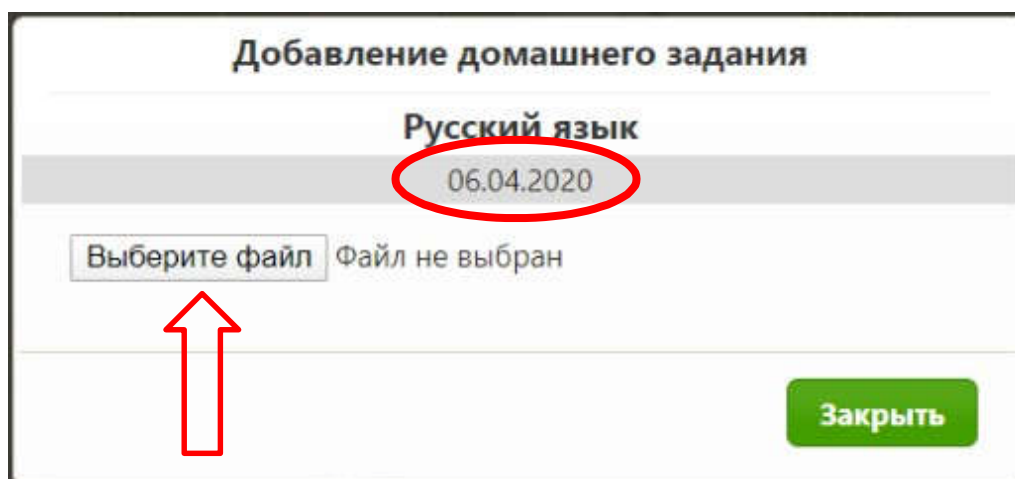 Добавление домашнего задания
Русский язык
06.04.2020
Выберите файл Файл не выбран
Закрыть